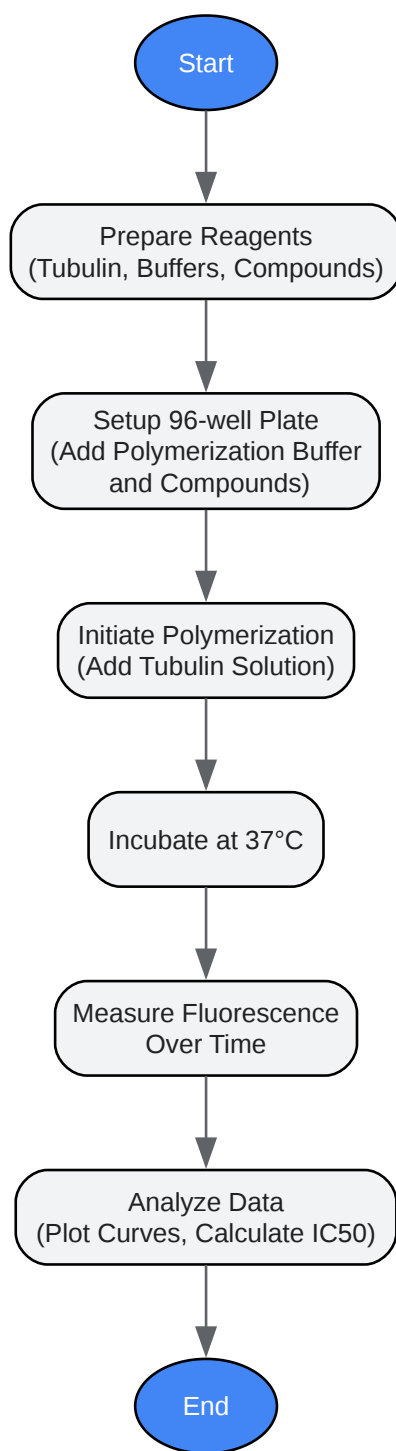 Start
Prepare Reagents
(Tubulin, Buffers, Compounds)
Setup 96-well Plate
(Add Polymerization Buffer
and Compounds)
Initiate Polymerization
(Add Tubulin Solution)
Incubate at 37°C
Measure Fluorescence
Over Time
Analyze Data
(Plot Curves, Calculate IC50)
End